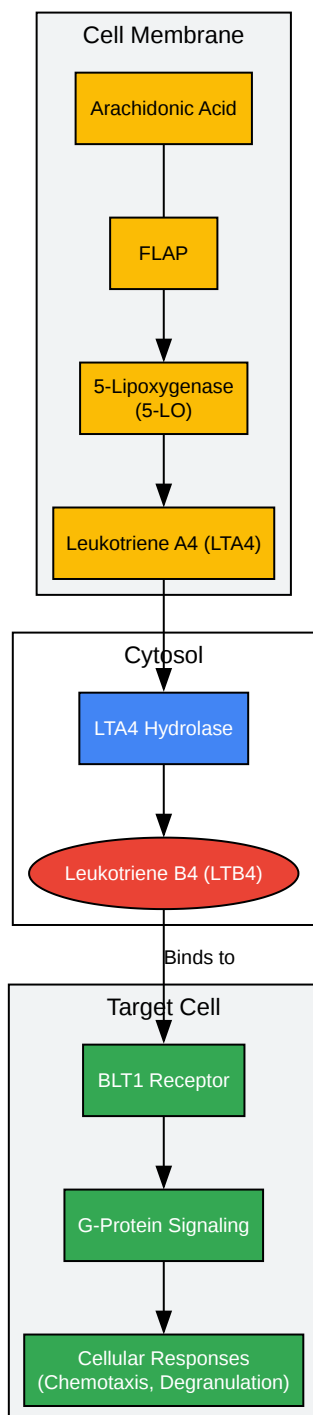 Cell Membrane
Arachidonic Acid
FLAP
5-Lipoxygenase
(5-LO)
Leukotriene A4 (LTA4)
Cytosol
LTA4 Hydrolase
Leukotriene B4 (LTB4)
Binds to
Target Cell
BLT1 Receptor
G-Protein Signaling
Cellular Responses
(Chemotaxis, Degranulation)